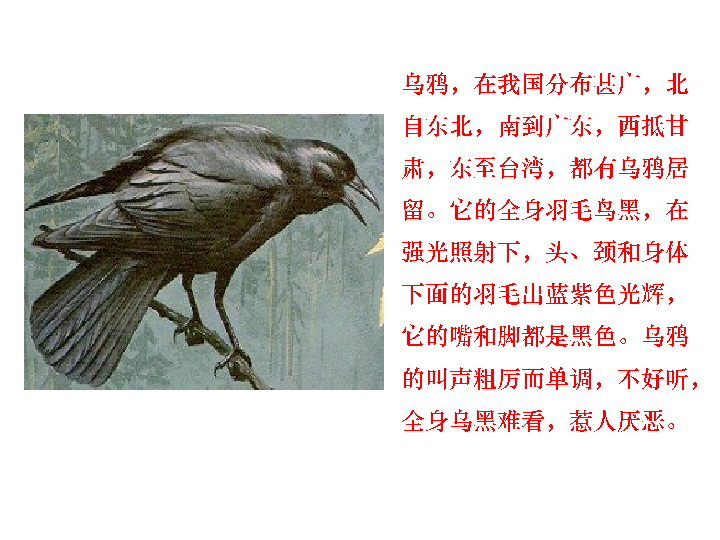 乌鸦，在我国分布甚广，北
自东北，南到广东，西抵甘
肃，东至台湾，都有乌鸦居
留。它的全身羽毛鸟黑，在
强光照射下，头、颈和身体
下面的羽毛出蓝紫色光辉，
它的嘴和脚都是黑色。乌鸦
的叫声粗厉而单调，不好听，
全身乌黑难看，惹人厌恶。